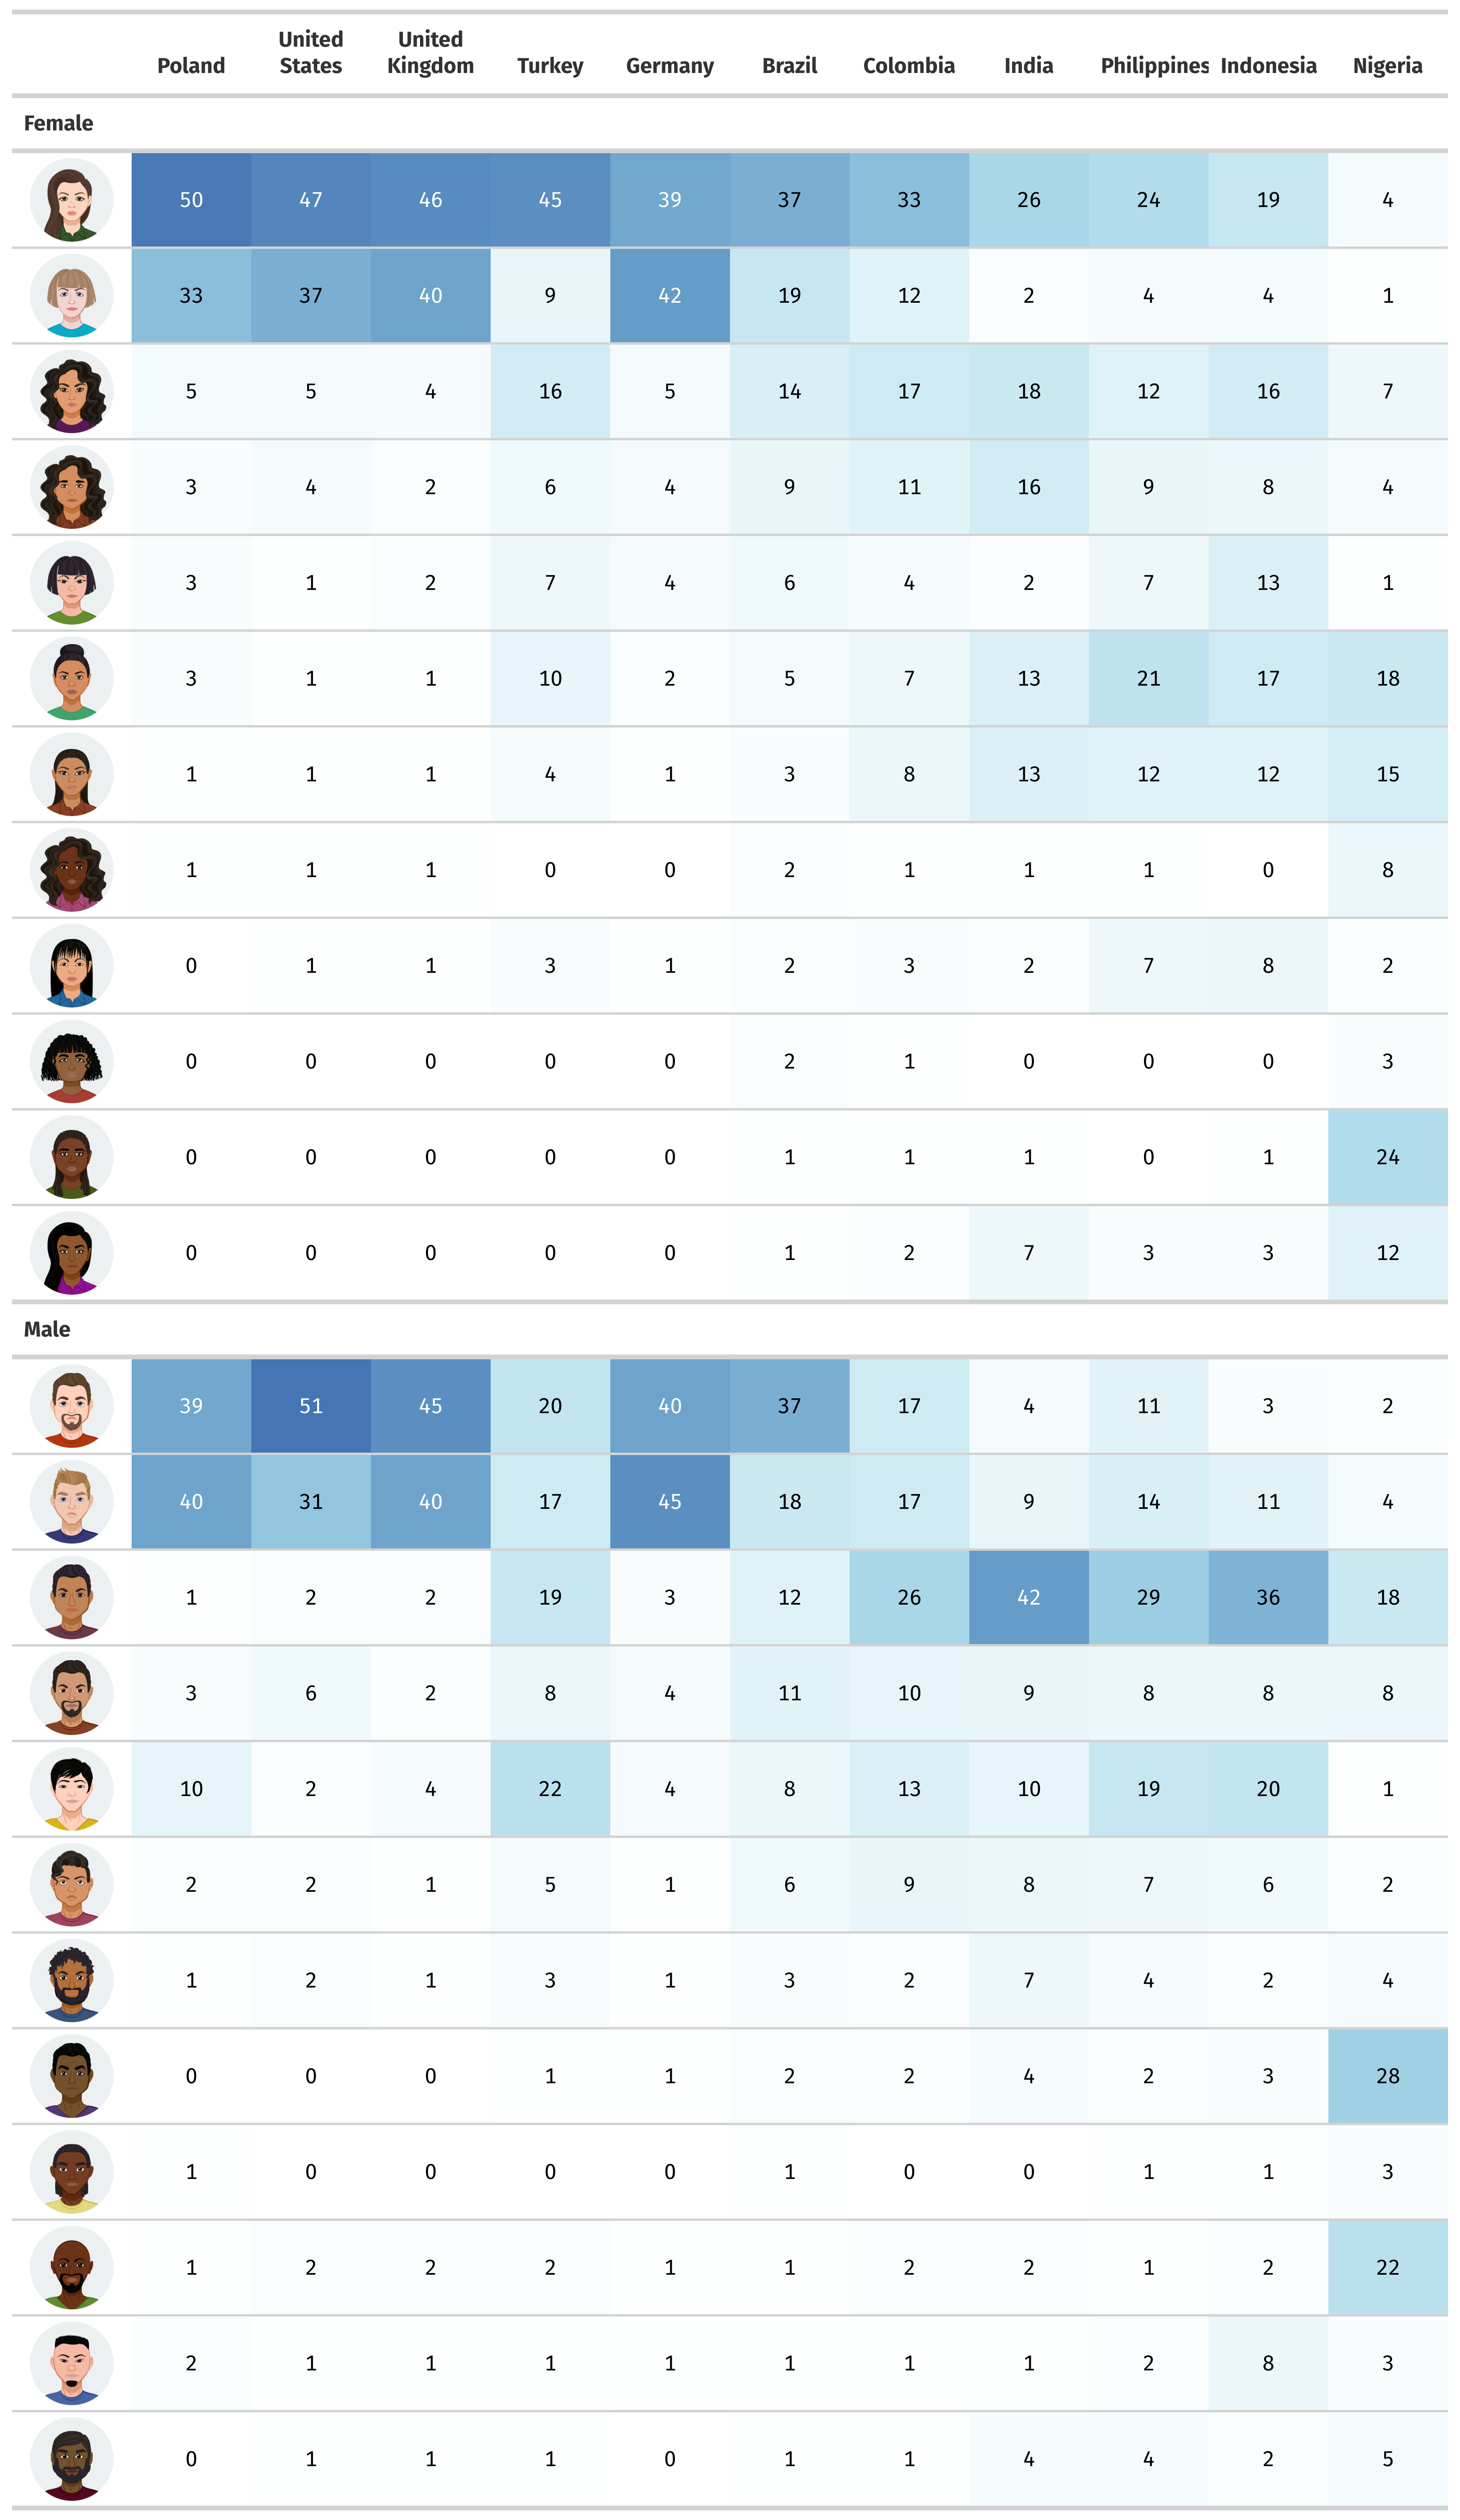 Poland United States United Kingdom Turkey Germany Brazil Colombia India Philippines Indonesia Nigeria
Female
50 47 46 45 39 37 33 26 24 19 4
33 37 40 9 42 19 12 2 4 4 1
5 5 4 16 5 14 17 18 12 16 7
3 4 2 6 4 9 11 16 9 8 4
3 1 2 7 4 6 4 2 7 13 1
3 1 1 10 2 5 7 13 21 17 18
1 1 1 4 1 3 8 13 12 12 15
1 1 1 0 0 2 1 1 1 0 8
0 1 1 3 1 2 3 2 7 8 2
0 0 0 0 0 2 1 0 0 0 3
0 0 0 0 0 1 1 1 0 1 24
0 0 0 0 0 1 2 7 3 3 12
Male
39 51 45 20 40 37 17 4 11 3 2
40 31 40 17 45 18 17 9 14 11 4
1 2 2 19 3 12 26 42 29 36 18
3 6 2 8 4 11 10 9 8 8 8
10 2 4 22 4 8 13 10 19 20 1
2 2 1 5 1 6 9 8 7 6 2
1 2 1 3 1 3 2 7 4 2 4
0 0 0 1 1 2 2 4 2 3 28
1 0 0 0 0 1 0 0 1 1 3
1 2 2 2 1 1 2 2 1 2 22
2 1 1 1 1 1 1 1 2 8 3
0 1 1 1 0 1 1 4 4 2 5